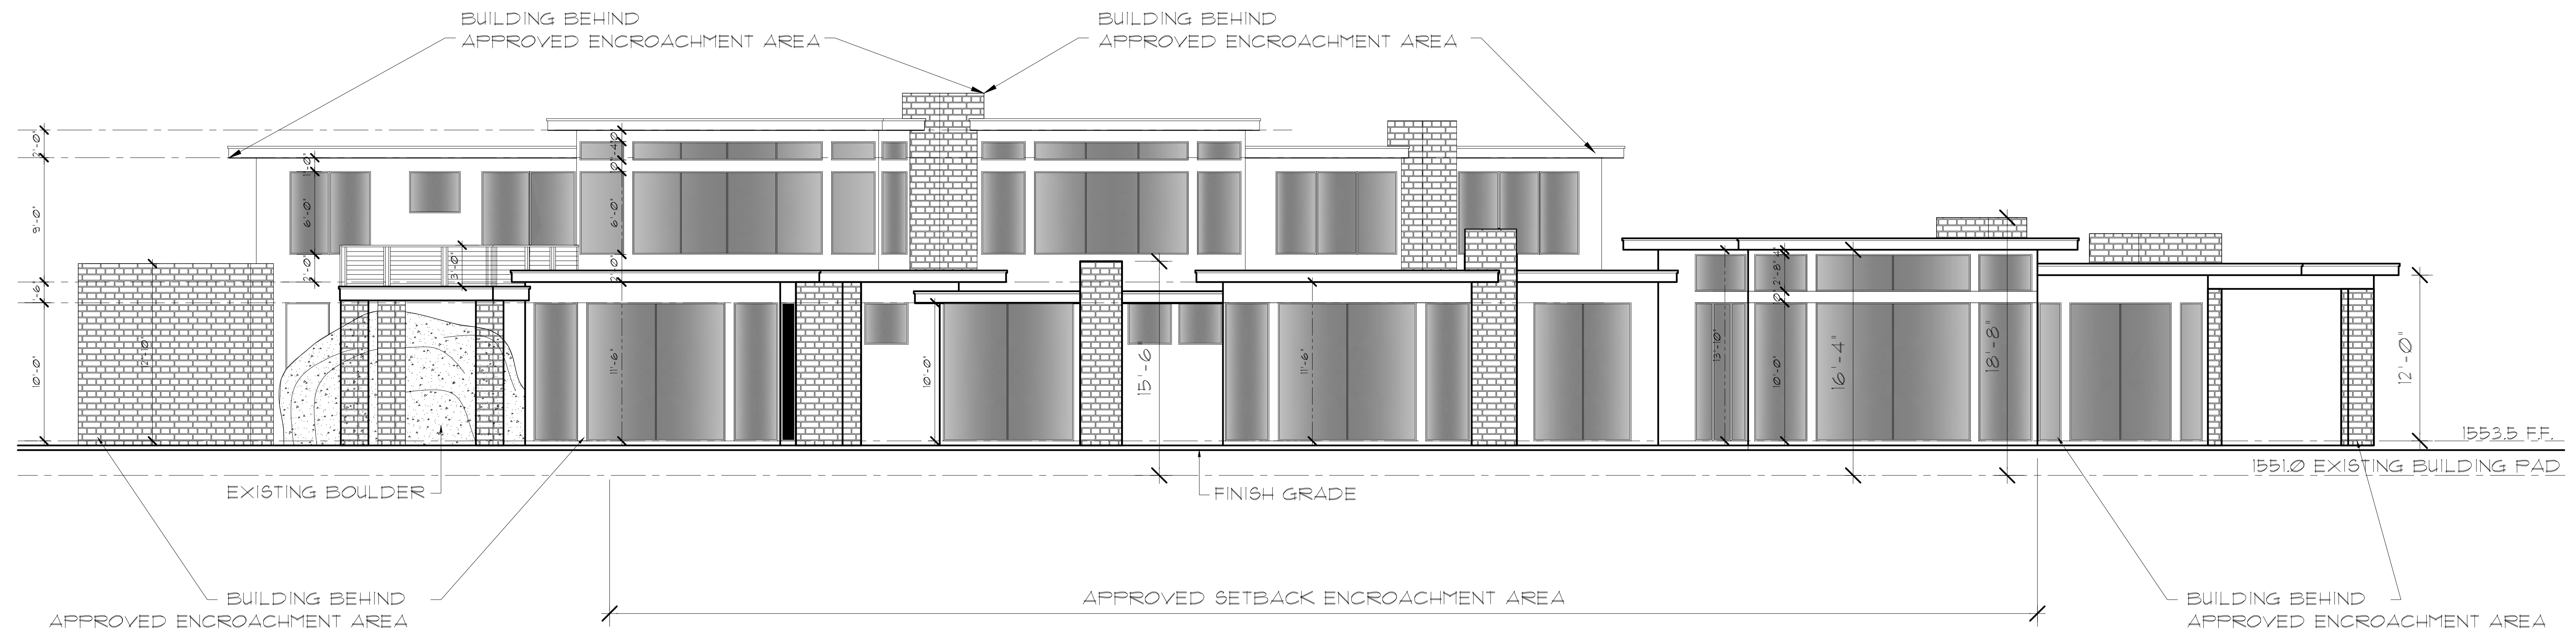 BUILDING BEHIND
APPROVED ENCROACHMENT AREA
BUILDING BEHIND
APPROVED ENCROACHMENT AREA
2'-0"
9'-0"
10'-0"
12'-10"
1'-0"
6'-0"
2'-0"
3'-0"
6'-0"
2'-0"
11'-6"
10'-0"
15'-6"
11'-6"
13'-10"
10'-0"
16'-4"
18'-8"
12'-0"
1553.5 F.F.
1551.0 EXISTING BUILDING PAD
EXISTING BOULDER
FINISH GRADE
APPROVED SETBACK ENCROACHMENT AREA
BUILDING BEHIND
APPROVED ENCROACHMENT AREA
BUILDING BEHIND
APPROVED ENCROACHMENT AREA